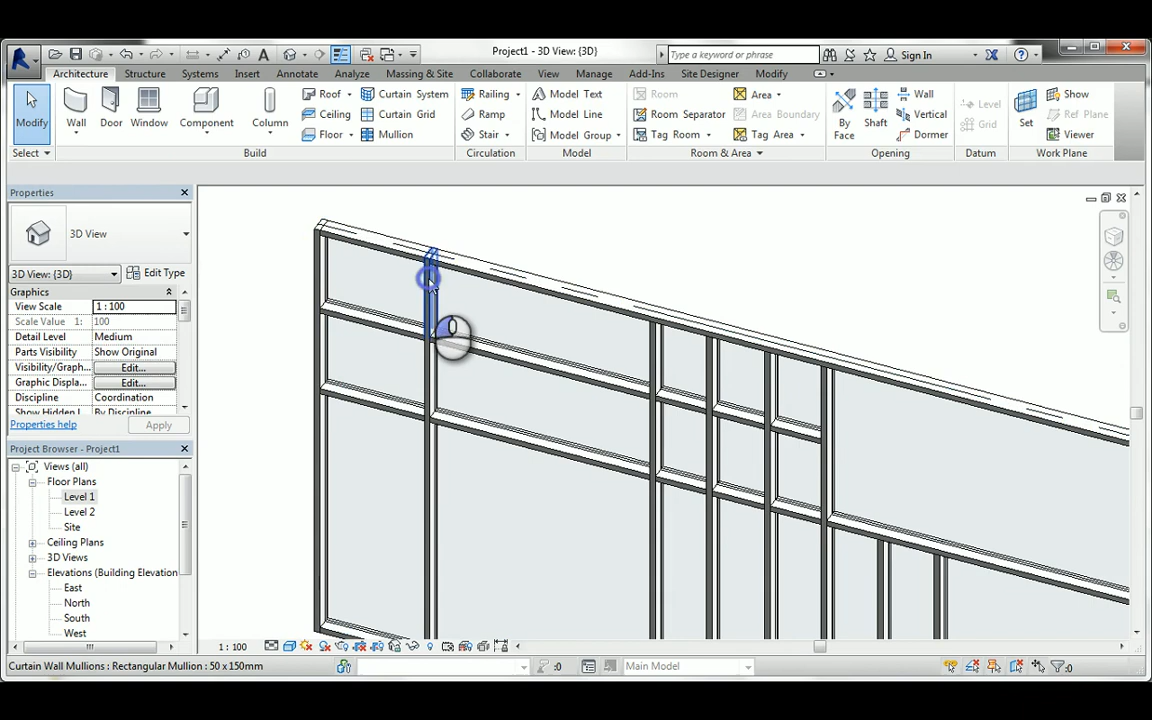 Project1 - 3D View: {3D}
Type a keyword or phrase
Sign In
Architecture Structure Systems Insert Annotate Analyze Massing & Site Collaborate View Manage Add-Ins Site Designer Modify
Modify
Wall
Door
Window
Component
Column
Roof
Ceiling
Floor
Curtain System
Curtain Grid
Mullion
Railing
Ramp
Stair
Model Text
Model Line
Model Group
Room
Room Separator
Tag Room
Area
Area Boundary
Tag Area
By Face
Shaft
Wall
Vertical
Dormer
Level
Grid
Set
Show
Ref Plane
Viewer
Select
Build
Circulation
Model
Room & Area
Opening
Datum
Work Plane
Properties
3D View
3D View: {3D}
Edit Type
Graphics
View Scale 1 : 100
Scale Value 1: 100
Detail Level Medium
Parts Visibility Show Original
Visibility/Graph... Edit...
Graphic Displa... Edit...
Discipline Coordination
Show Hidden L By Discipline
Properties help
Apply
Project Browser - Project1
Views (all)
Floor Plans
Level 1
Level 2
Site
Ceiling Plans
3D Views
Elevations (Building Elevation
East
North
South
West
1 : 100
Curtain Wall Mullions : Rectangular Mullion : 50 x 150mm
:0
Main Model
:0